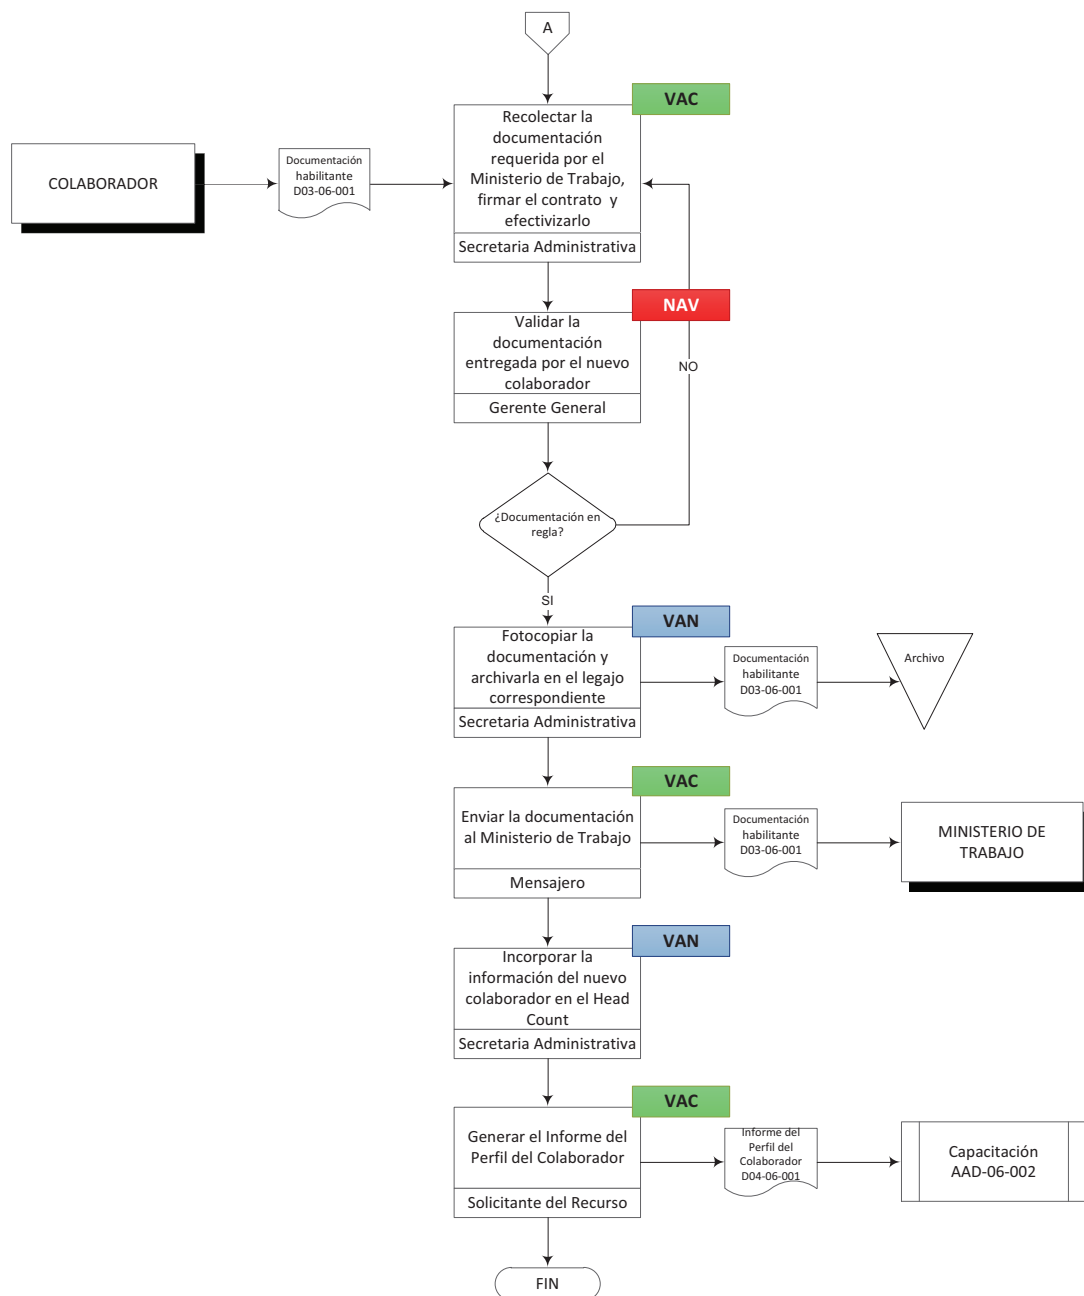 A
VAC
Recolectar la
documentación
requerida por el
Ministerio de Trabajo,
firmar el contrato y
efectivizarlo
Secretaria Administrativa
COLABORADOR
Documentación
habilitante
D03-06-001
NAV
Validar la
documentación
entregada por el nuevo
colaborador
Gerente General
NO
¿Documentación en
regla?
SI
VAN
Fotocopiar la
documentación y
archivarla en el legajo
correspondiente
Secretaria Administrativa
Documentación
habilitante
D03-06-001
Archivo
VAC
Enviar la documentación
al Ministerio de Trabajo
Mensajero
Documentación
habilitante
D03-06-001
MINISTERIO DE
TRABAJO
VAN
Incorporar la
información del nuevo
colaborador en el Head
Count
Secretaria Administrativa
VAC
Generar el Informe del
Perfil del Colaborador
Solicitante del Recurso
Informe del
Perfil del
Colaborador
D04-06-001
Capacitación
AAD-06-002
FIN